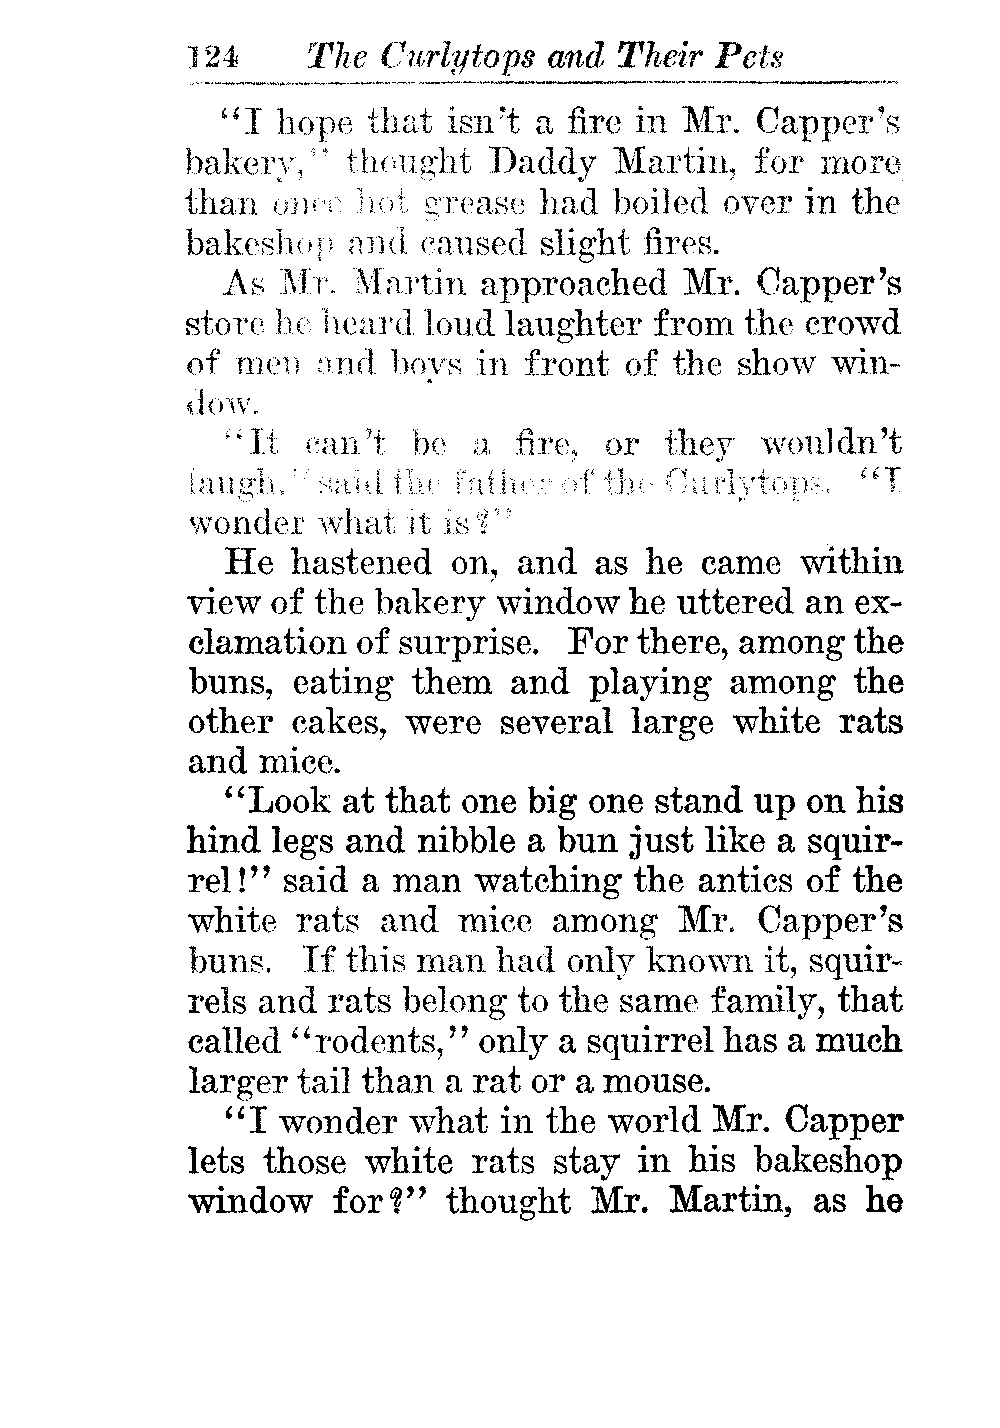 124 The Curlytops and Their Pets
“I hope that isn’t a fire in Mr. Capper’s
bakery,” thought Daddy Martin, for more
than once hot grease had boiled over in the
bakeshop and caused slight fires.
As Mr. Martin approached Mr. Capper’s
store he heard loud laughter from the crowd
of men and boys in front of the show win-
dow.
“It can’t be a fire, or they wouldn’t
laugh,” said the father of the Curlytops. “I
wonder what it is?”
He hastened on, and as he came within
view of the bakery window he uttered an ex-
clamation of surprise. For there, among the
buns, eating them and playing among the
other cakes, were several large white rats
and mice.
“Look at that one big one stand up on his
hind legs and nibble a bun just like a squir-
rel!” said a man watching the antics of the
white rats and mice among Mr. Capper’s
buns. If this man had only known it, squir-
rels and rats belong to the same family, that
called “rodents,” only a squirrel has a much
larger tail than a rat or a mouse.
“I wonder what in the world Mr. Capper
lets those white rats stay in his bakeshop
window for?” thought Mr. Martin, as he